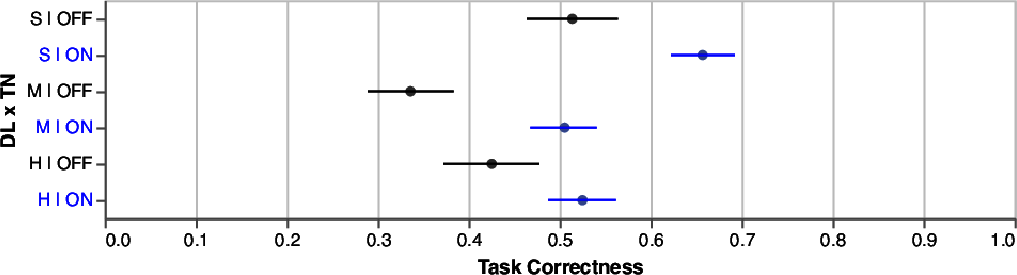 DL x TN
S | OFF
S | ON
M | OFF
M | ON
H | OFF
H | ON
0.0 0.1 0.2 0.3 0.4 0.5 0.6 0.7 0.8 0.9 1.0
Task Correctness